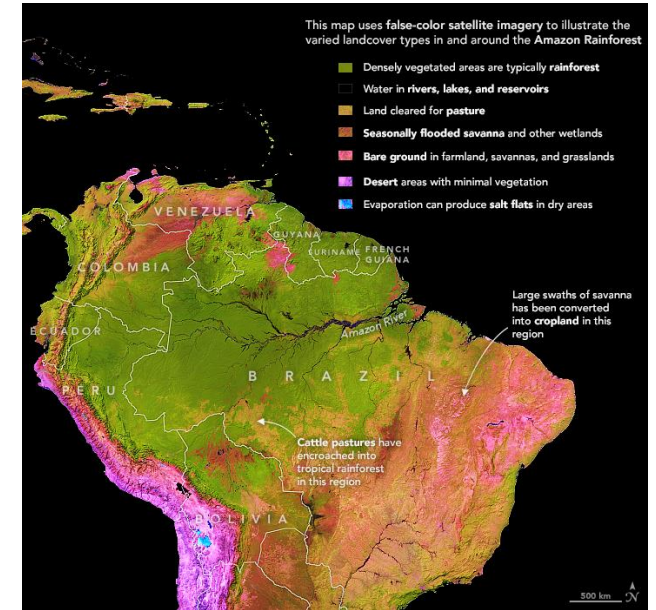 This map uses false-color satellite imagery to illustrate the
varied landcover types in and around the Amazon Rainforest
Densely vegetated areas are typically rainforest
Water in rivers, lakes, and reservoirs
Land cleared for pasture
Seasonally flooded savanna and other wetlands
Bare ground in farmland, savannas, and grasslands
Desert areas with minimal vegetation
Evaporation can produce salt flats in dry areas
VENEZUELA
GUYANA
SURINAME
FRENCH
GUIANA
COLOMBIA
Large swaths of savanna
has been converted
into cropland in this
region
ECUADOR
Amazon River
PERU
BRAZIL
Cattle pastures have
encroached into
tropical rainforest
in this region
BOLIVIA
500 km
N